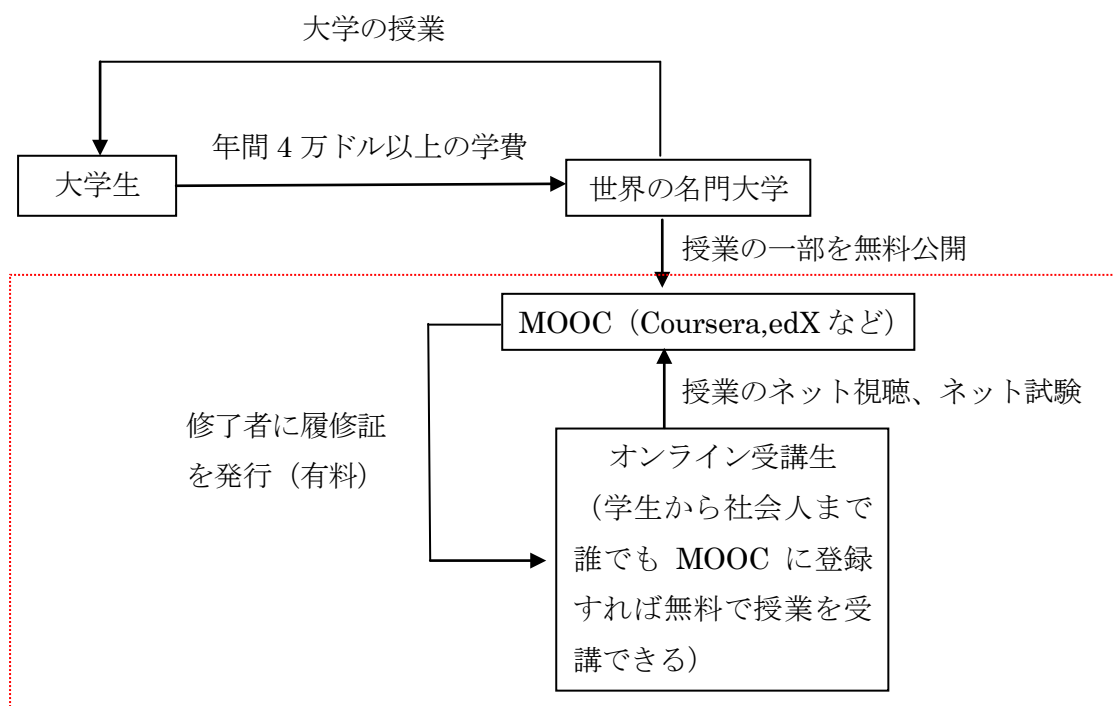 大学の授業
年間 4 万ドル以上の学費
大学生
世界の名門大学
授業の一部を無料公開
MOOC（Coursera,edX など）
授業のネット視聴、ネット試験
修了者に履修証
を発行（有料）
オンライン受講生
（学生から社会人まで
誰でも MOOC に登録
すれば無料で授業を受
講できる）